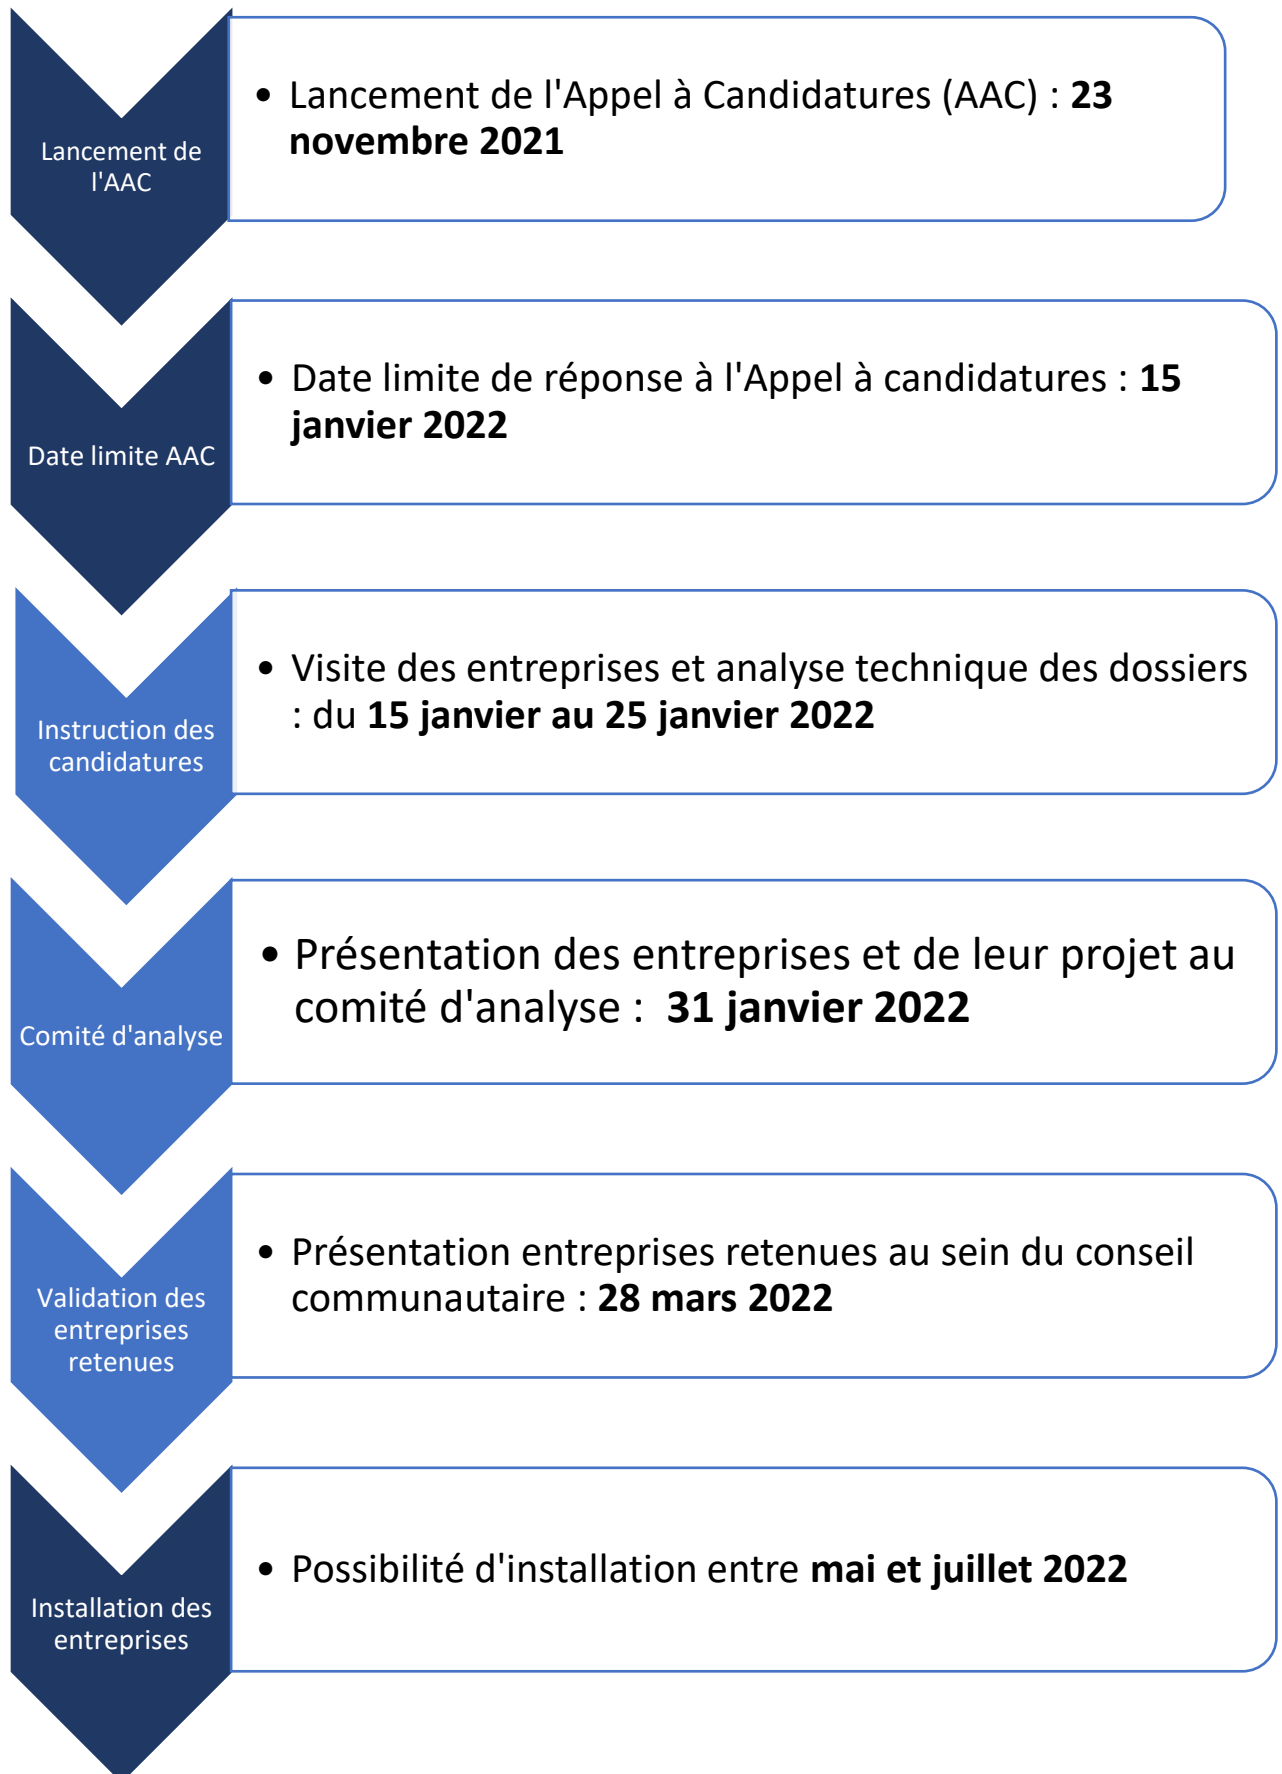 Lancement de
l'AAC
• Lancement de l'Appel à Candidatures (AAC) : 23
novembre 2021
Date limite AAC
• Date limite de réponse à l'Appel à candidatures : 15
janvier 2022
Instruction des
candidatures
• Visite des entreprises et analyse technique des dossiers
: du 15 janvier au 25 janvier 2022
Comité d'analyse
• Présentation des entreprises et de leur projet au
comité d'analyse :  31 janvier 2022
Validation des
entreprises
retenues
• Présentation entreprises retenues au sein du conseil
communautaire : 28 mars 2022
Installation des
entreprises
• Possibilité d'installation entre mai et juillet 2022